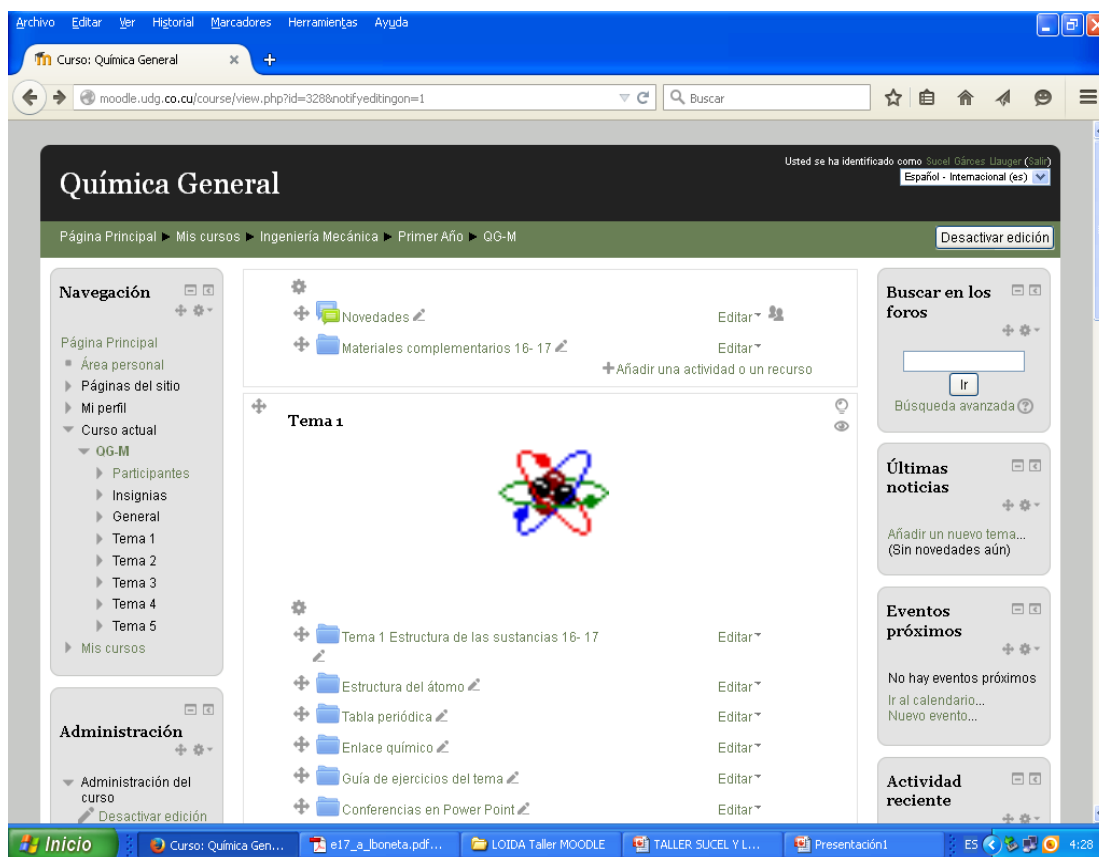 Archivo Editar Ver Historial Marcadores Herramientas Ayuda
Curso: Química General
moodle.udg.co.cu/course/view.php?id=328&notifyeditingon=1
Buscar
Usted se ha identificado como Sucel Gárces Llauger (Salir)
Español - Internacional (es)
Química General
Página Principal ► Mis cursos ► Ingeniería Mecánica ► Primer Año ► QG-M
Desactivar edición
Navegación
Página Principal
Área personal
Páginas del sitio
Mi perfil
Curso actual
QG-M
Participantes
Insignias
General
Tema 1
Tema 2
Tema 3
Tema 4
Tema 5
Mis cursos
Administración
Administración del
curso
Desactivar edición
Novedades Editar
Materiales complementarios 16- 17 Editar
Añadir una actividad o un recurso
Tema 1
Tema 1 Estructura de las sustancias 16- 17 Editar
Estructura del átomo Editar
Tabla periódica Editar
Enlace químico Editar
Guía de ejercicios del tema Editar
Conferencias en Power Point Editar
Buscar en los
foros
Ir
Búsqueda avanzada
Últimas
noticias
Añadir un nuevo tema...
(Sin novedades aún)
Eventos
próximos
No hay eventos próximos
Ir al calendario...
Nuevo evento...
Actividad
reciente
Inicio Curso: Química Gen... e17_a_lboneta.pdf... LOIDA Taller MOODLE TALLER SUCEL Y L... Presentación1 ES 4:28